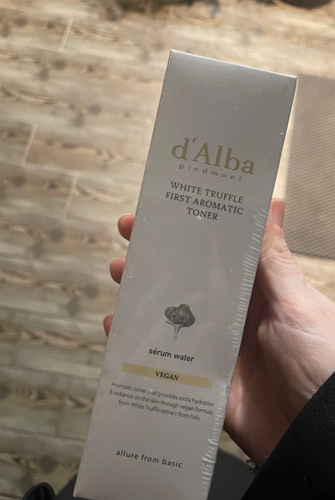 d'Alba
piedmont
WHITE TRUFFLE
FIRST AROMATIC
TONER
sérum water
VEGAN
Aromatic toner that provides extra hydration
& radiance on the skin through vegan formula
from White Truffle extract from Italy.
allure from basic